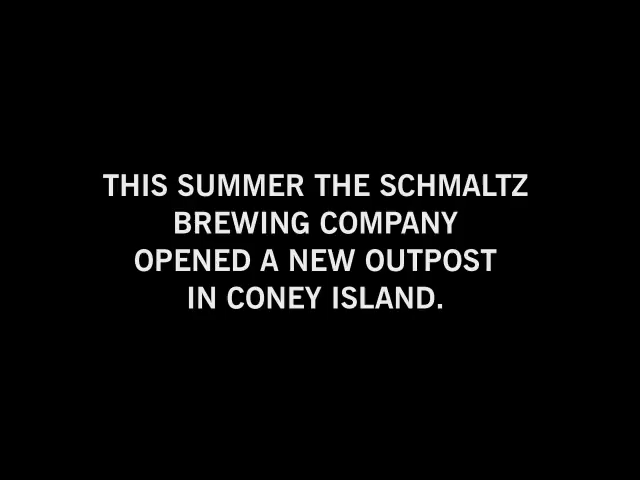 THIS SUMMER THE SCHMALTZ
BREWING COMPANY
OPENED A NEW OUTPOST
IN CONEY ISLAND.